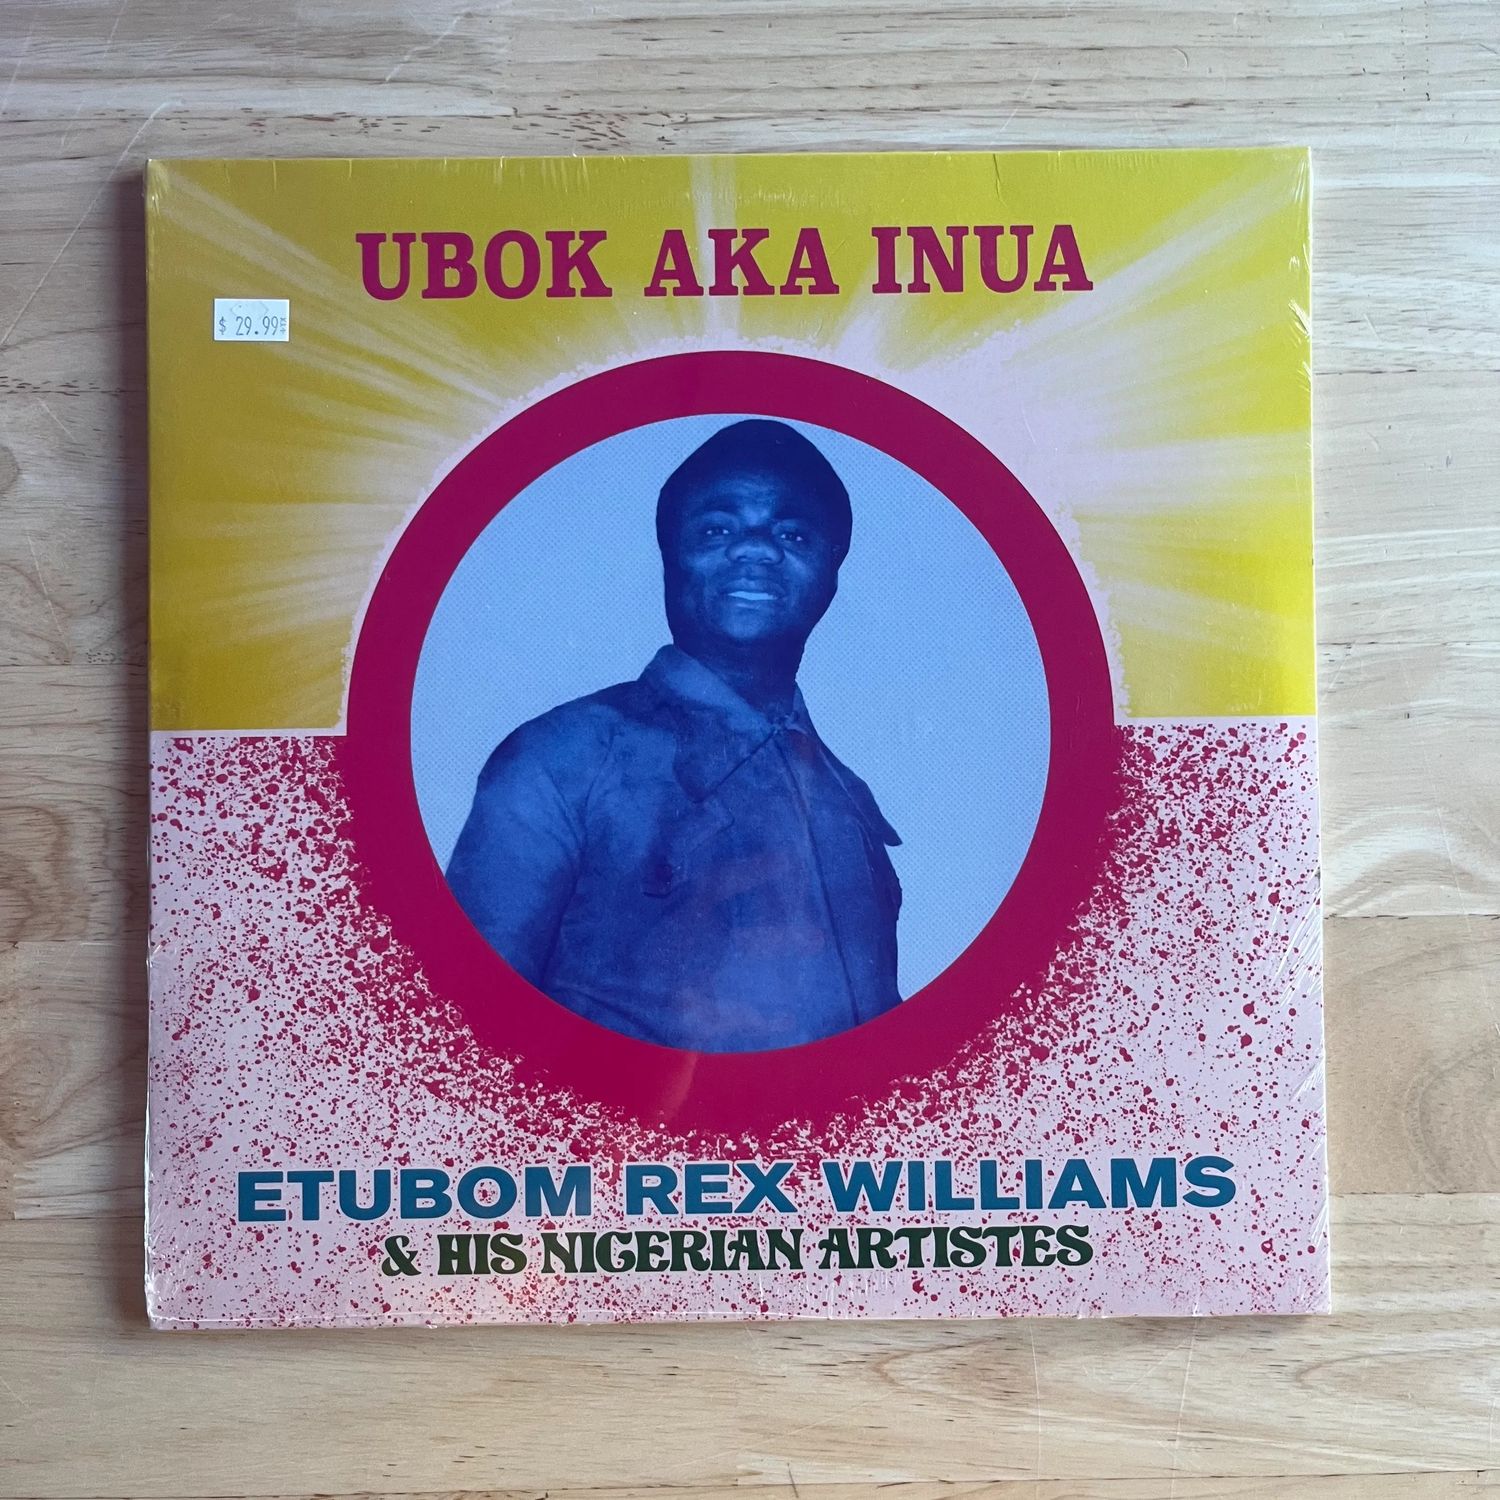 UBOK AKA INUA
$ 29.99
ETUBOM REX WILLIAMS
& HIS NIGERIAN ARTISTES